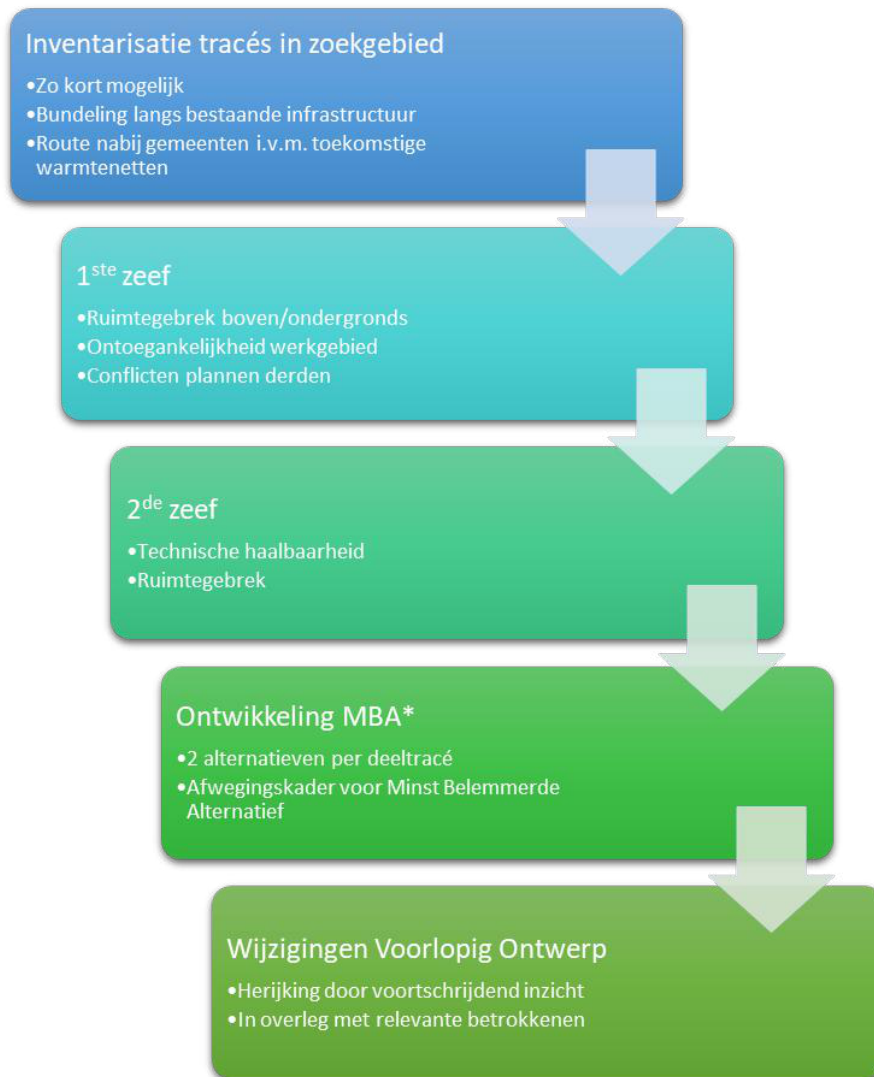 Inventarisatie tracés in zoekgebied
•Zo kort mogelijk
•Bundeling langs bestaande infrastructuur
•Route nabij gemeenten i.v.m. toekomstige
warmtenetten
1ste zeef
•Ruimtegebrek boven/ondergronds
•Ontoegankelijkheid werkgebied
•Conflicten plannen derden
2de zeef
•Technische haalbaarheid
•Ruimtegebrek
Ontwikkeling MBA*
•2 alternatieven per deeltracé
•Afwegingskader voor Minst Belemmerde
Alternatief
Wijzigingen Voorlopig Ontwerp
•Herijking door voortschrijdend inzicht
•In overleg met relevante betrokkenen